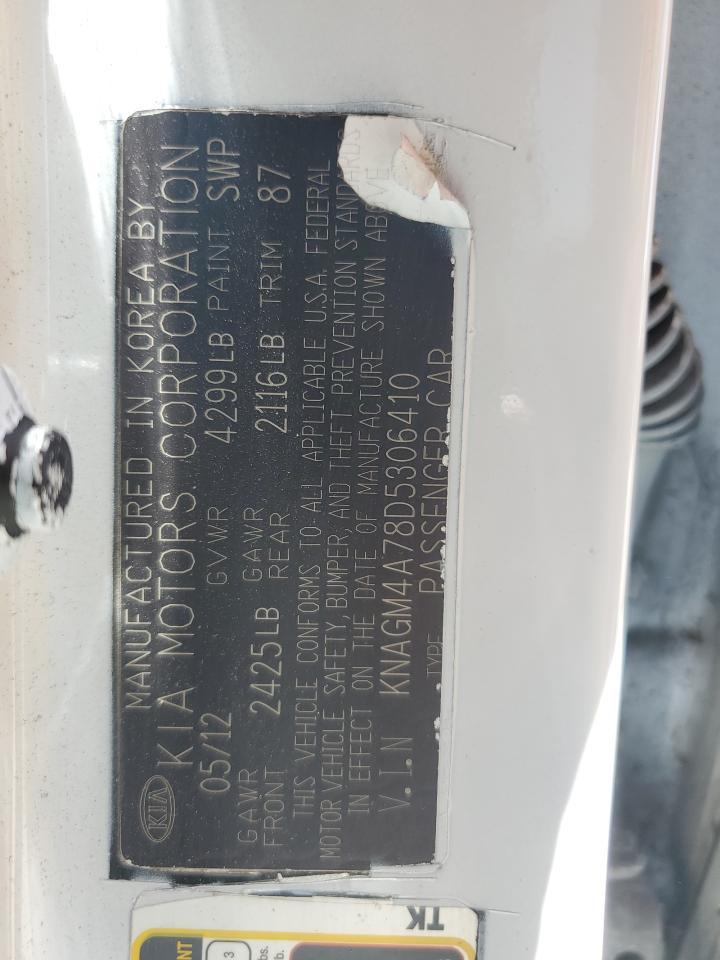 KIA
MANUFACTURED IN KOREA BY
KIA MOTORS CORPORATION
05/12 GVWR 4299LB PAINT SWP
GAWR FRONT 2425LB GAWR REAR 2116LB TRIM 87
THIS VEHICLE CONFORMS TO ALL APPLICABLE U.S.A. FEDERAL
MOTOR VEHICLE SAFETY, BUMPER, AND THEFT PREVENTION STANDARDS
IN EFFECT ON THE DATE OF MANUFACTURE SHOWN ABOVE
V.I.N KNAGM4A78D5306410
TYPE PASSENGER CAR
TK
3